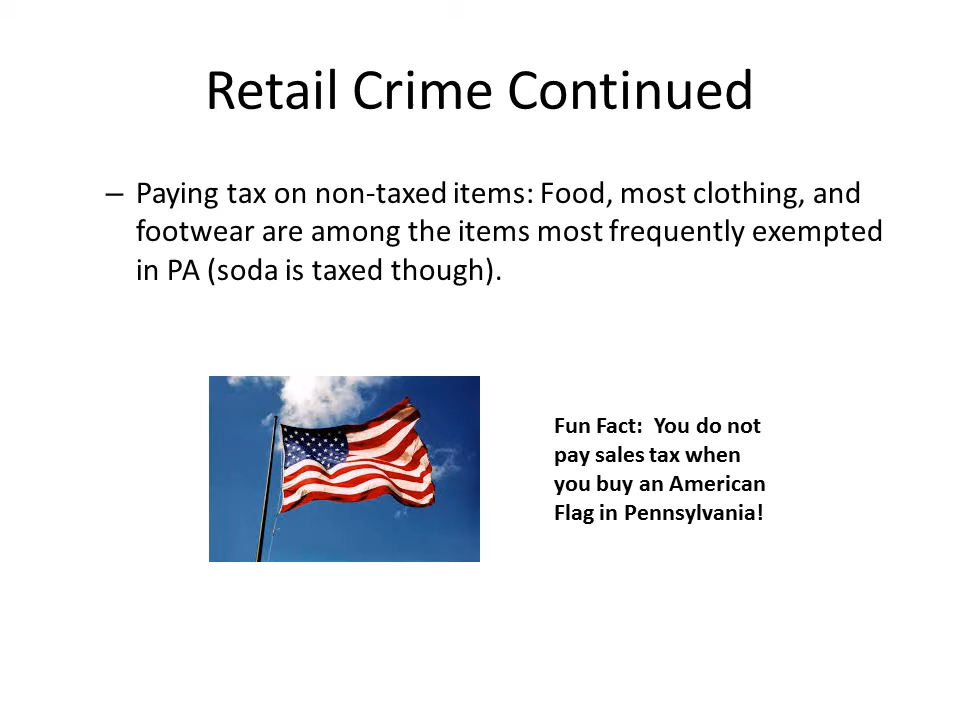 Retail Crime Continued
– Paying tax on non-taxed items: Food, most clothing, and
footwear are among the items most frequently exempted
in PA (soda is taxed though).
Fun Fact:  You do not
pay sales tax when
you buy an American
Flag in Pennsylvania!